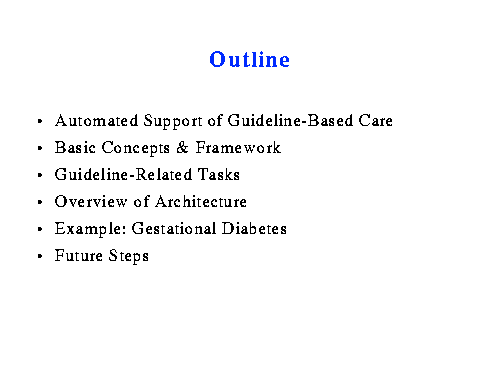 Outline
• Automated Support of Guideline-Based Care
• Basic Concepts & Framework
• Guideline-Related Tasks
• Overview of Architecture
• Example: Gestational Diabetes
• Future Steps